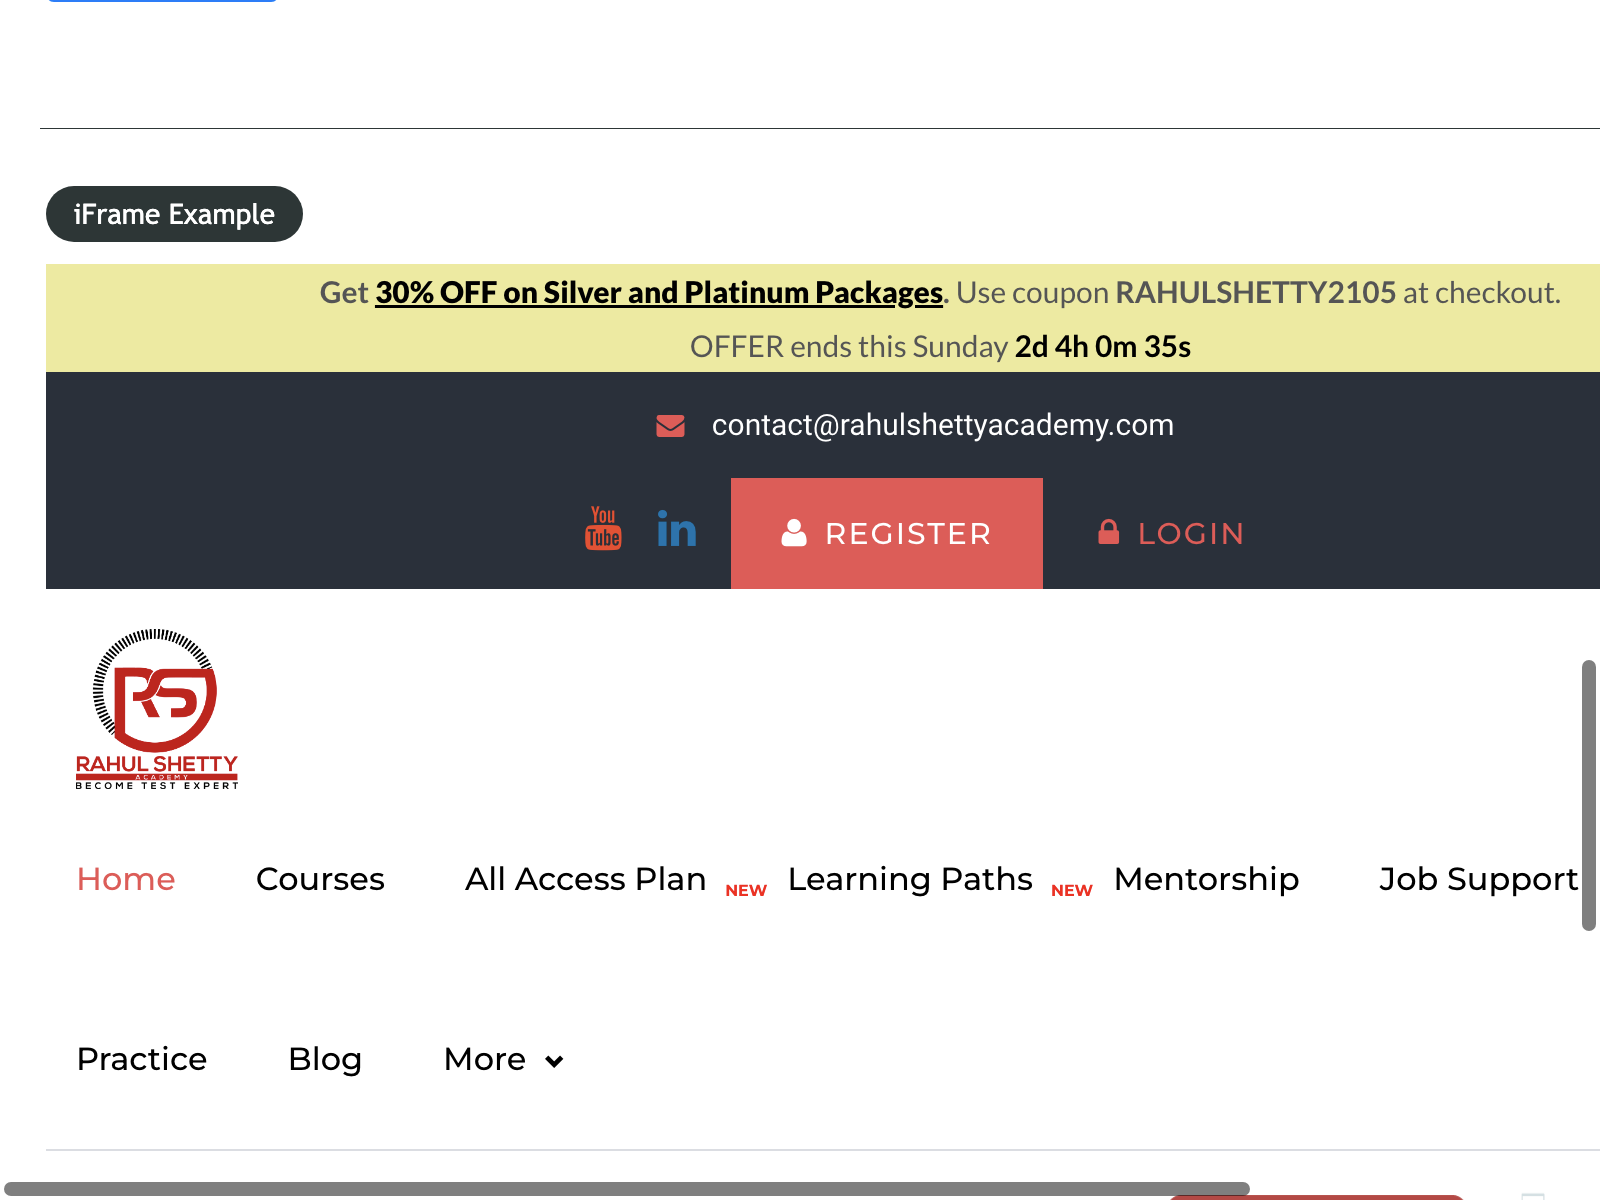 iFrame Example
Get 30% OFF on Silver and Platinum Packages. Use coupon RAHULSHETTY2105 at checkout.
OFFER ends this Sunday 2d 4h 0m 35s
contact@rahulshettyacademy.com
You Tube in REGISTER LOGIN
RS
RAHUL SHETTY
ACADEMY
BECOME TEST EXPERT
Home Courses All Access Plan NEW Learning Paths NEW Mentorship Job Support
Practice Blog More